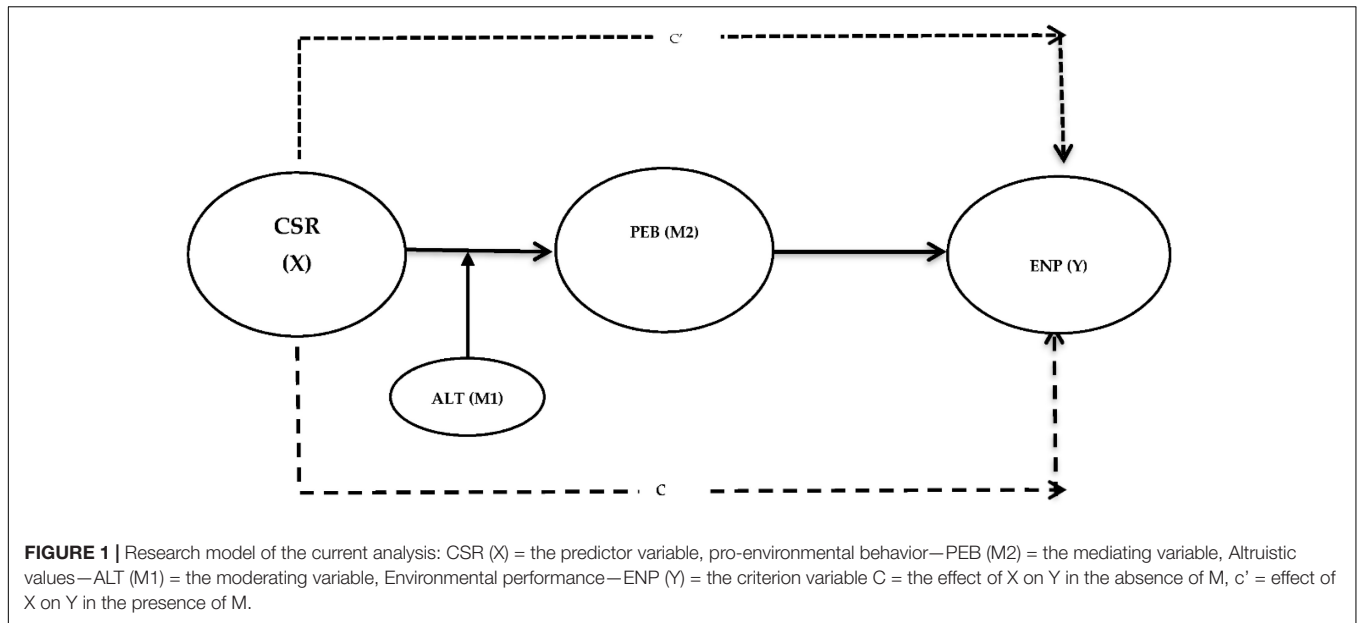 C'
CSR
(X)
PEB (M2)
ENP (Y)
ALT (M1)
C
FIGURE 1 | Research model of the current analysis: CSR (X) = the predictor variable, pro-environmental behavior—PEB (M2) = the mediating variable, Altruistic
values—ALT (M1) = the moderating variable, Environmental performance—ENP (Y) = the criterion variable C = the effect of X on Y in the absence of M, c' = effect of
X on Y in the presence of M.